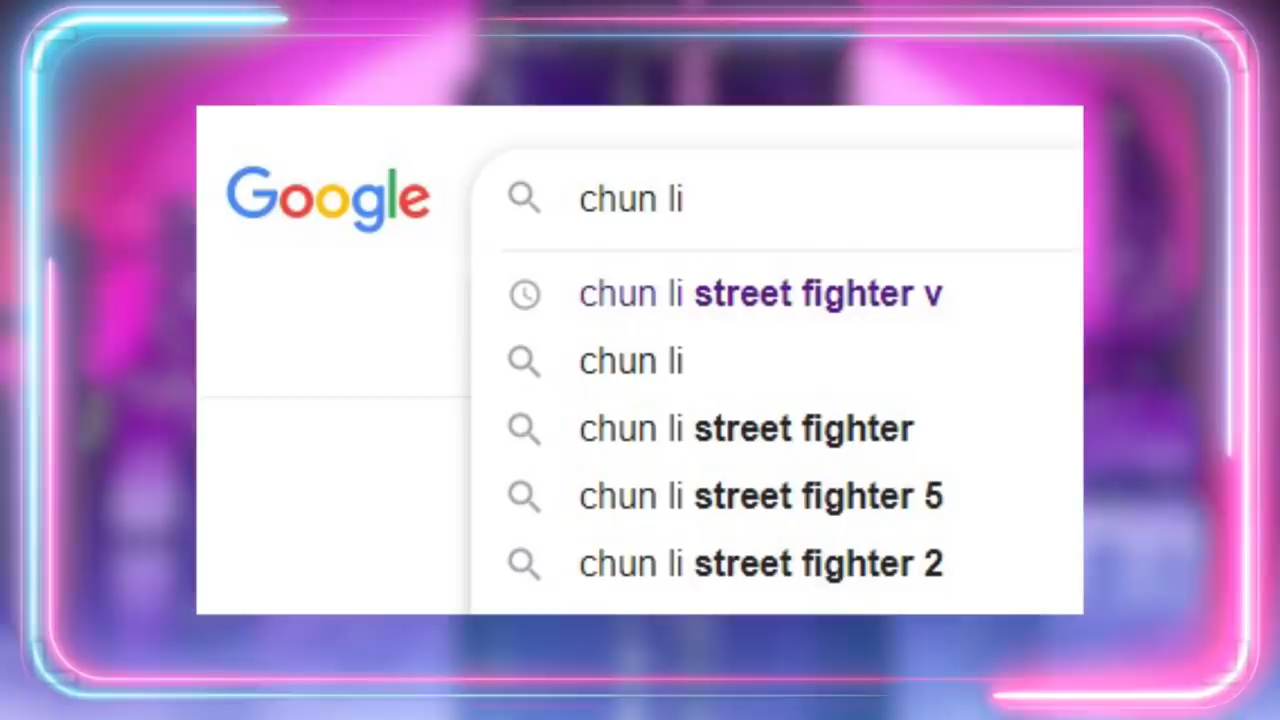 Google
chun li
chun li street fighter v
chun li
chun li street fighter
chun li street fighter 5
chun li street fighter 2